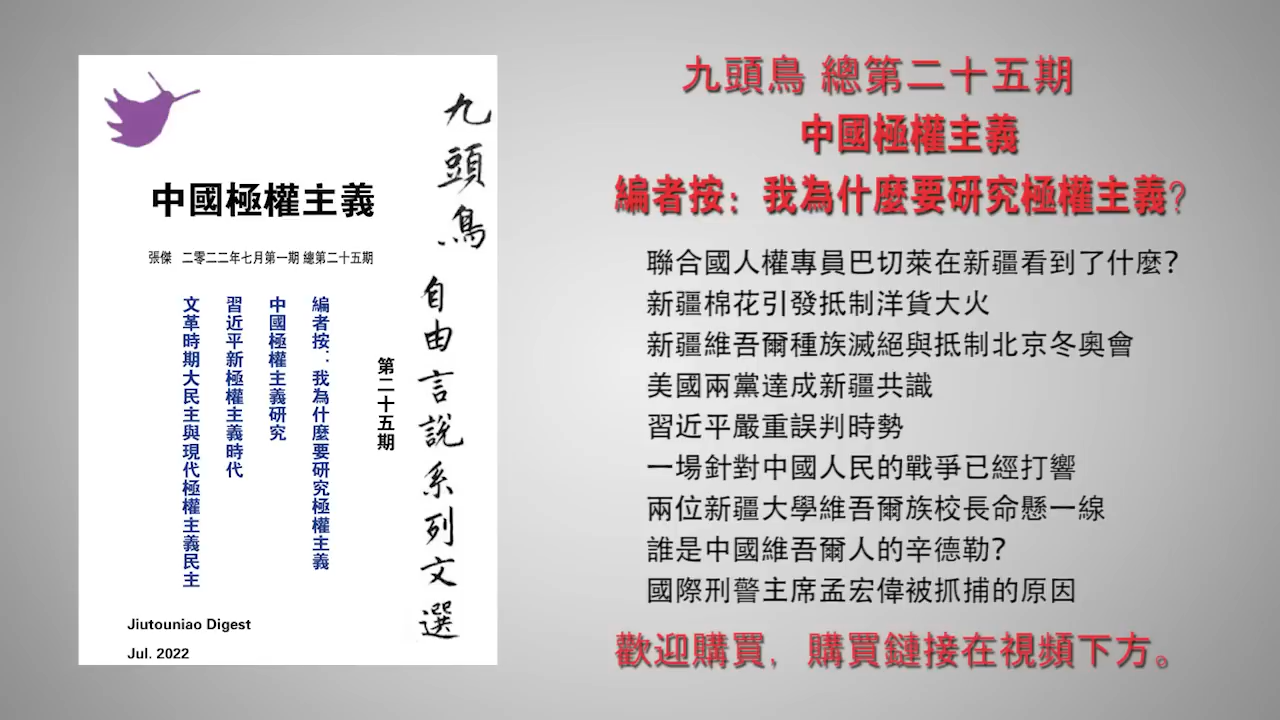 九頭鳥
自由言說系列文選
第二十五期
中國極權主義
張傑 二零二二年七月第一期 總第二十五期
編者按：我為什麼要研究極權主義
中國極權主義研究
習近平新極權主義時代
文革時期大民主與現代極權主義民主
Jiutouniao Digest
Jul. 2022
九頭鳥 總第二十五期
中國極權主義
編者按：我為什麼要研究極權主義？
聯合國人權專員巴切萊在新疆看到了什麼？
新疆棉花引發抵制洋貨大火
新疆維吾爾種族滅絕與抵制北京冬奧會
美國兩黨達成新疆共識
習近平嚴重誤判時勢
一場針對中國人民的戰爭已經打響
兩位新疆大學維吾爾族校長命懸一線
誰是中國維吾爾人的辛德勒？
國際刑警主席孟宏偉被抓捕的原因
歡迎購買，購買鏈接在視頻下方。